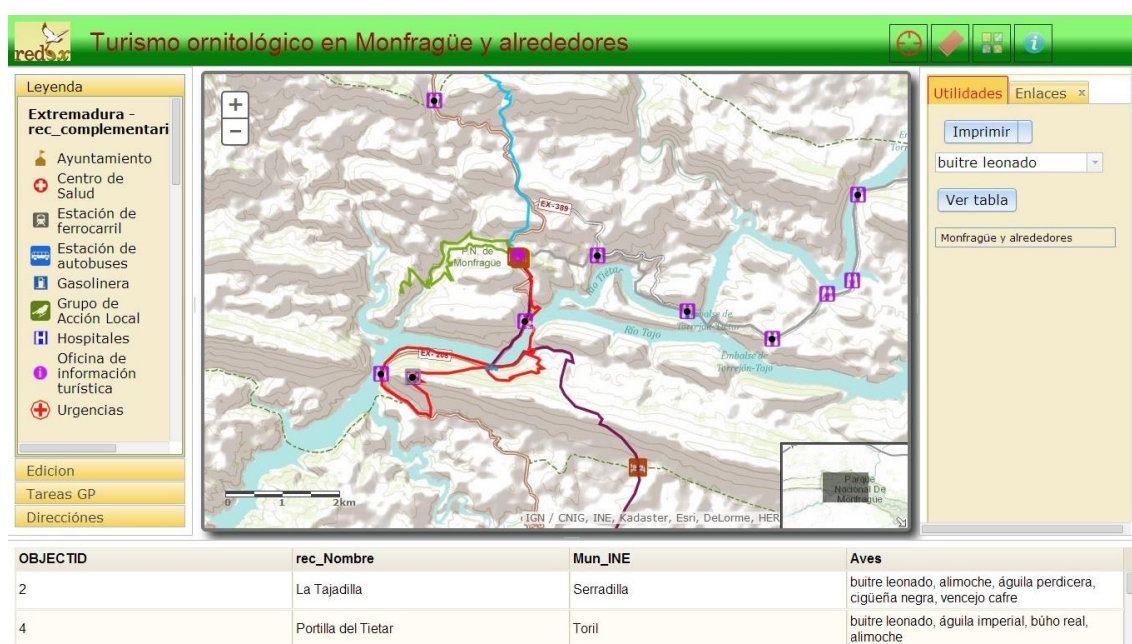 redex
Turismo ornitológico en Monfragüe y alrededores
Leyenda
Extremadura -
rec_complementari
Ayuntamiento
Centro de
Salud
Estación de
ferrocarril
Estación de
autobuses
Gasolinera
Grupo de
Acción Local
Hospitales
Oficina de
información
turística
Urgencias
Edicion
Tareas GP
Direcciónes
+
−
EX-389
P.N. de
Monfragüe
Río Tiétar
Río Tajo
Embalse de
Torrejón-Tajo
EX-208
0 1 2km
IGN / CNIG, INE, Kadaster, Esri, DeLorme, HER
Parque
Nacional De
Monfragüe
Utilidades Enlaces ×
Imprimir
buitre leonado
Ver tabla
Monfragüe y alrededores
OBJECTID rec_Nombre Mun_INE Aves
2 La Tajadilla Serradilla buitre leonado, alimoche, águila perdicera,
cigüeña negra, vencejo cafre
4 Portilla del Tietar Toril buitre leonado, águila imperial, búho real,
alimoche